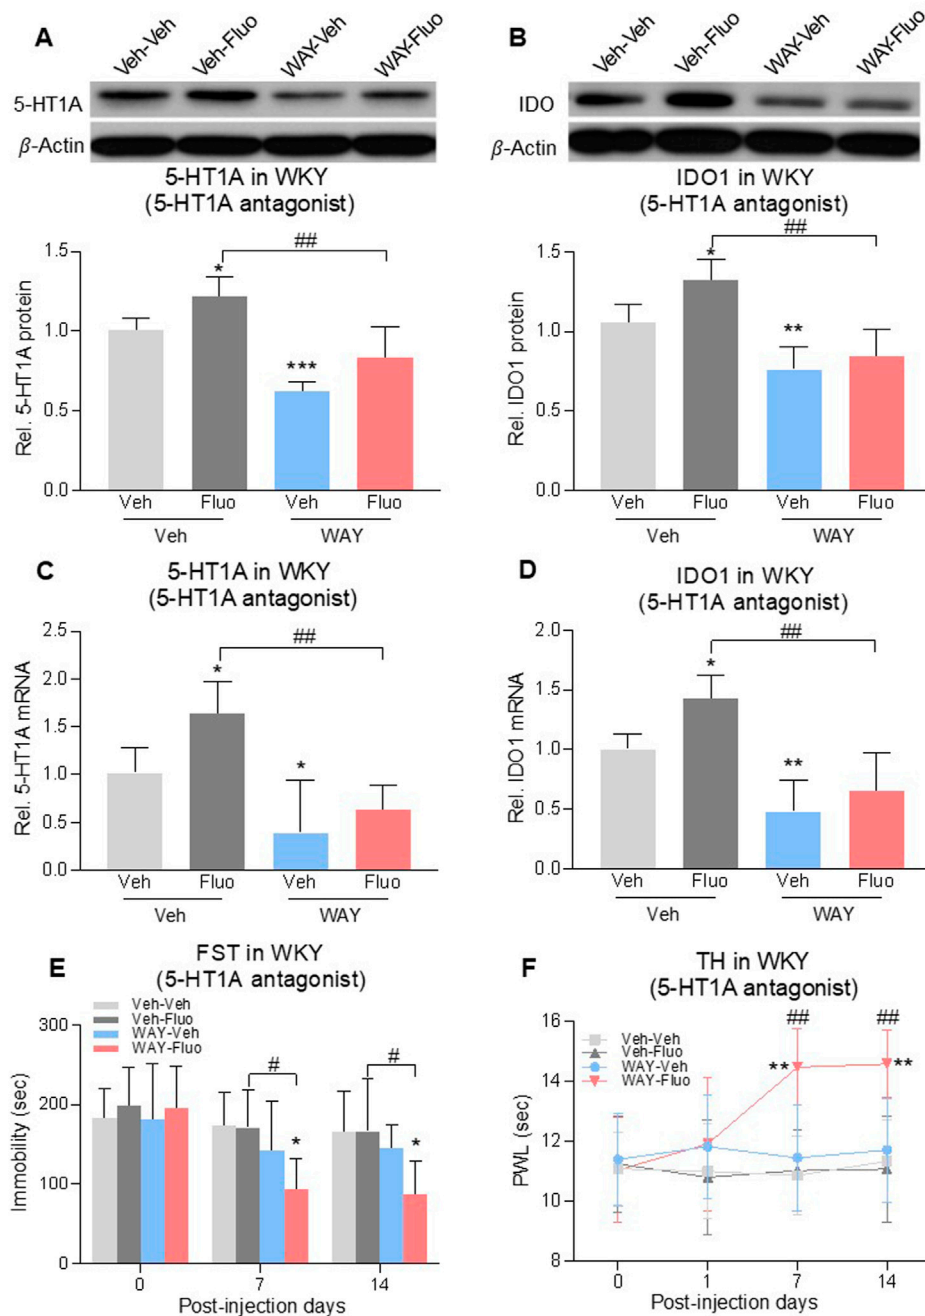 A
Veh-Veh
Veh-Fluo
WAY-Veh
WAY-Fluo
5-HT1A
β-Actin
5-HT1A in WKY
(5-HT1A antagonist)
##
*
***
Rel. 5-HT1A protein
1.5
1.0
0.5
0.0
Veh
Fluo
Veh
Fluo
Veh
WAY
B
Veh-Veh
Veh-Fluo
WAY-Veh
WAY-Fluo
IDO
β-Actin
IDO1 in WKY
(5-HT1A antagonist)
##
*
**
Rel. IDO1 protein
1.5
1.0
0.5
0.0
Veh
Fluo
Veh
Fluo
Veh
WAY
C
5-HT1A in WKY
(5-HT1A antagonist)
##
*
*
Rel. 5-HT1A mRNA
2.5
2.0
1.5
1.0
0.5
0.0
Veh
Fluo
Veh
Fluo
Veh
WAY
D
IDO1 in WKY
(5-HT1A antagonist)
##
*
**
Rel. IDO1 mRNA
2.0
1.5
1.0
0.5
0.0
Veh
Fluo
Veh
Fluo
Veh
WAY
E
FST in WKY
(5-HT1A antagonist)
Veh-Veh
Veh-Fluo
WAY-Veh
WAY-Fluo
#
*
#
*
Immobility (sec)
300
200
100
0
0
7
14
Post-injection days
F
TH in WKY
(5-HT1A antagonist)
Veh-Veh
Veh-Fluo
WAY-Veh
WAY-Fluo
##
##
**
**
PWL (sec)
16
14
12
10
8
0
1
7
14
Post-injection days